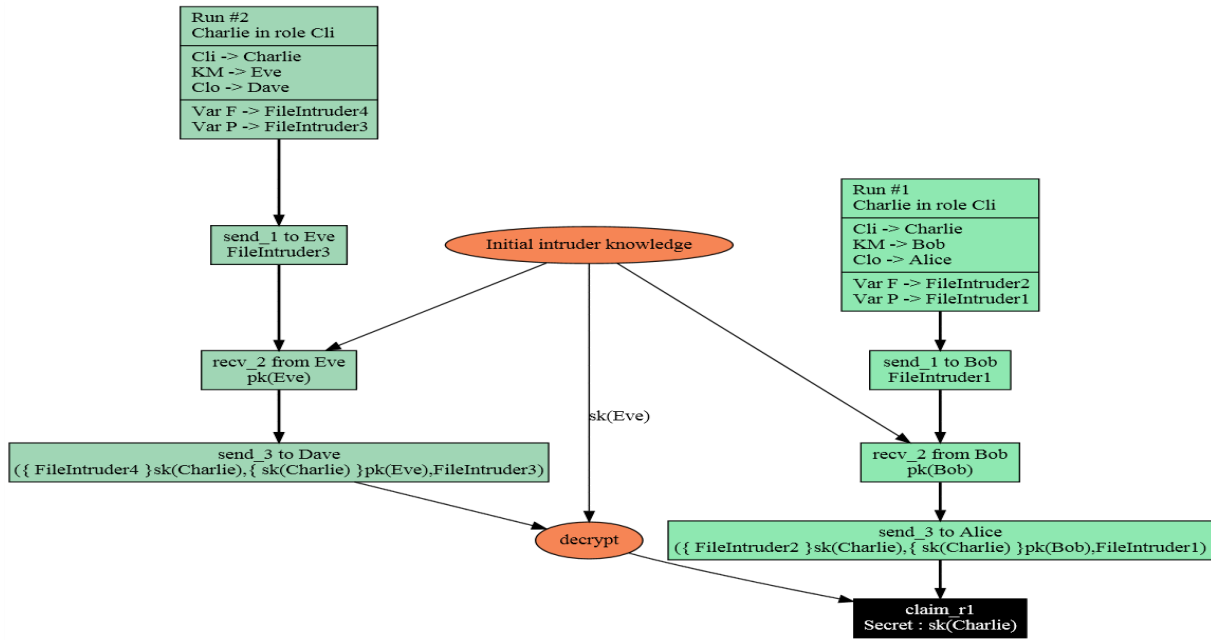 Run #2
Charlie in role Cli
Cli -> Charlie
KM -> Eve
Clo -> Dave
Var F -> FileIntruder4
Var P -> FileIntruder3
send_1 to Eve
FileIntruder3
Initial intruder knowledge
Run #1
Charlie in role Cli
Cli -> Charlie
KM -> Bob
Clo -> Alice
Var F -> FileIntruder2
Var P -> FileIntruder1
recv_2 from Eve
pk(Eve)
send_1 to Bob
FileIntruder1
sk(Eve)
send_3 to Dave
({ FileIntruder4 }sk(Charlie),{ sk(Charlie) }pk(Eve),FileIntruder3)
recv_2 from Bob
pk(Bob)
decrypt
send_3 to Alice
({ FileIntruder2 }sk(Charlie),{ sk(Charlie) }pk(Bob),FileIntruder1)
claim_r1
Secret : sk(Charlie)